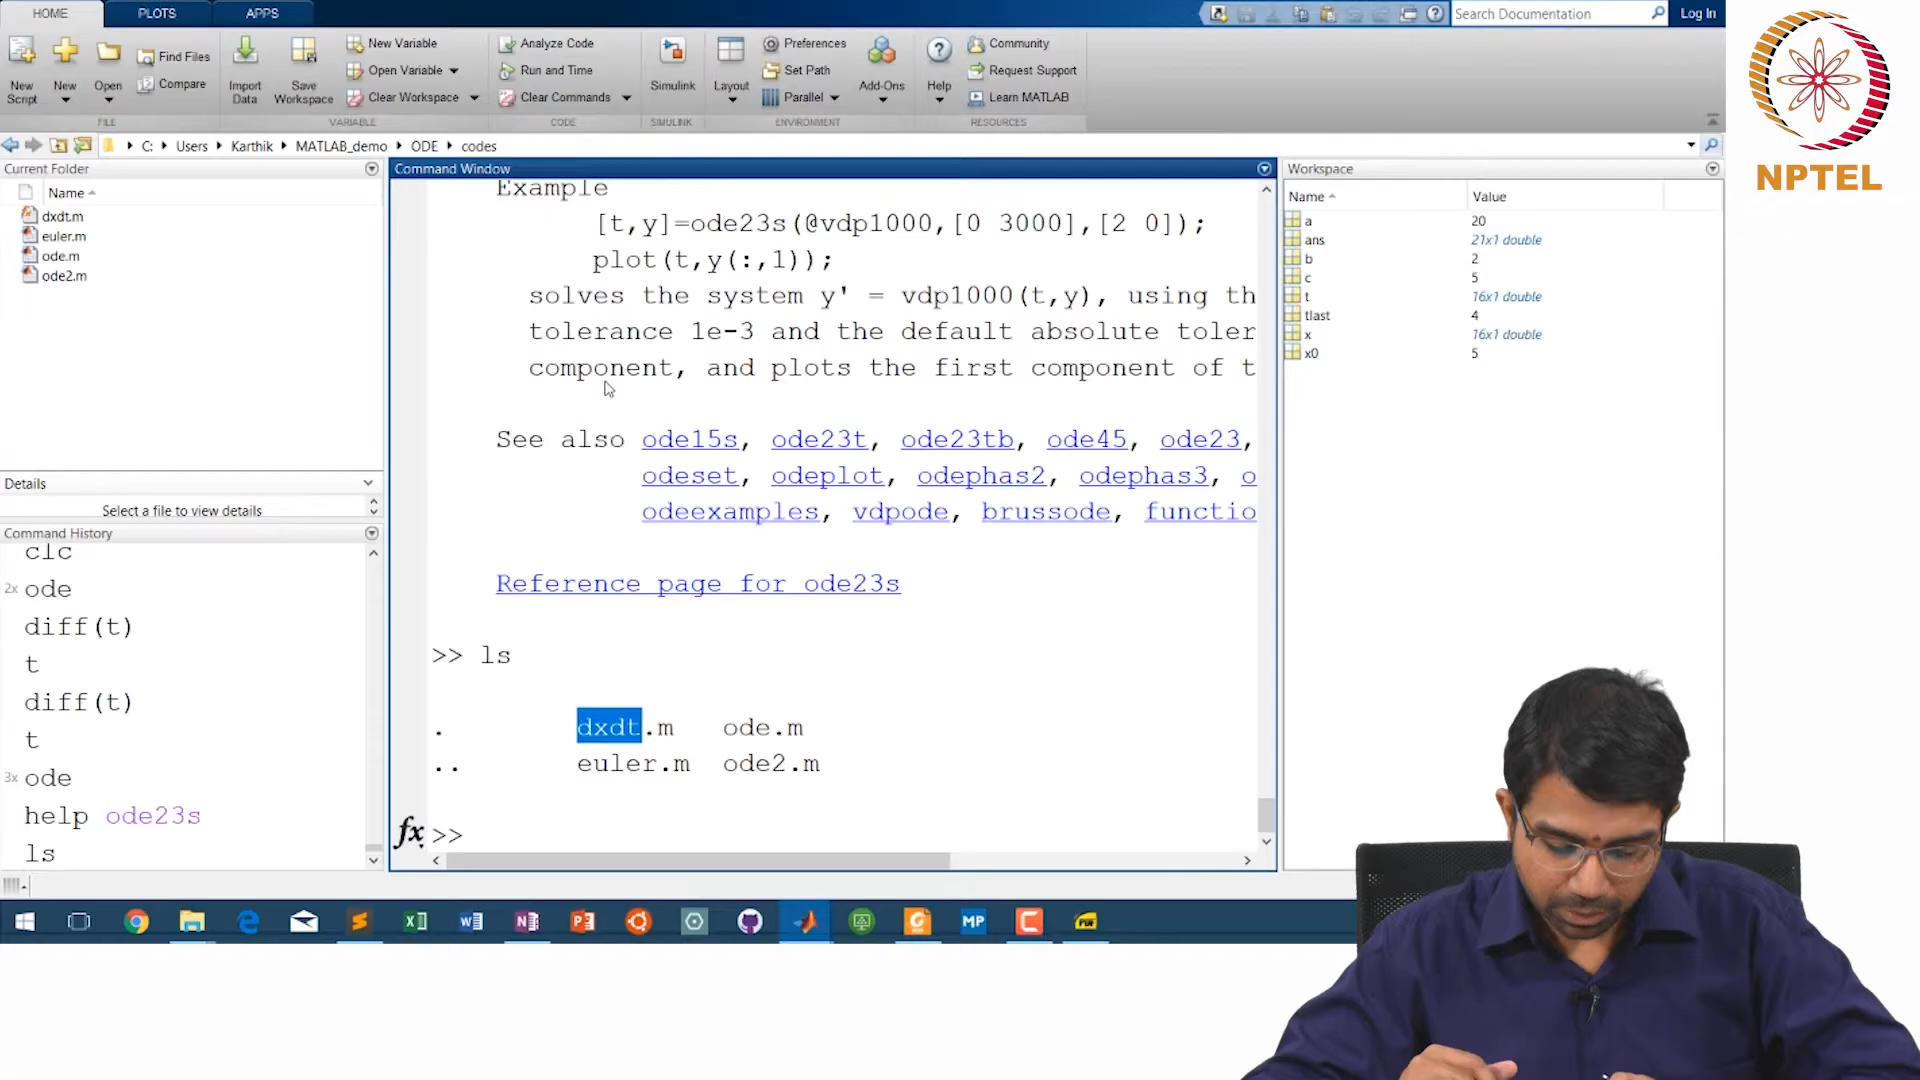 HOME PLOTS APPS
Search Documentation Log In
New Script
New
Open
Find Files
Compare
FILE
Import Data
Save Workspace
New Variable
Open Variable
Clear Workspace
VARIABLE
Analyze Code
Run and Time
Clear Commands
CODE
Simulink
SIMULINK
Layout
Preferences
Set Path
Parallel
Add-Ons
ENVIRONMENT
Help
Community
Request Support
Learn MATLAB
RESOURCES
NPTEL
C: Users Karthik MATLAB_demo ODE codes
Current Folder
Name
dxdt.m
euler.m
ode.m
ode2.m
Details
Select a file to view details
Command History
clc
2x ode
diff(t)
t
diff(t)
t
3x ode
help ode23s
ls
Command Window
Example
[t,y]=ode23s(@vdp1000,[0 3000],[2 0]);
plot(t,y(:,1));
solves the system y' = vdp1000(t,y), using th
tolerance 1e-3 and the default absolute toler
component, and plots the first component of t
See also ode15s, ode23t, ode23tb, ode45, ode23,
odeset, odeplot, odephas2, odephas3, o
odeexamples, vdpode, brussode, functio
Reference page for ode23s
>> ls
. dxdt.m ode.m
.. euler.m ode2.m
fx >>
Workspace
Name Value
a 20
ans 21x1 double
b 2
c 5
t 16x1 double
tlast 4
x 16x1 double
x0 5